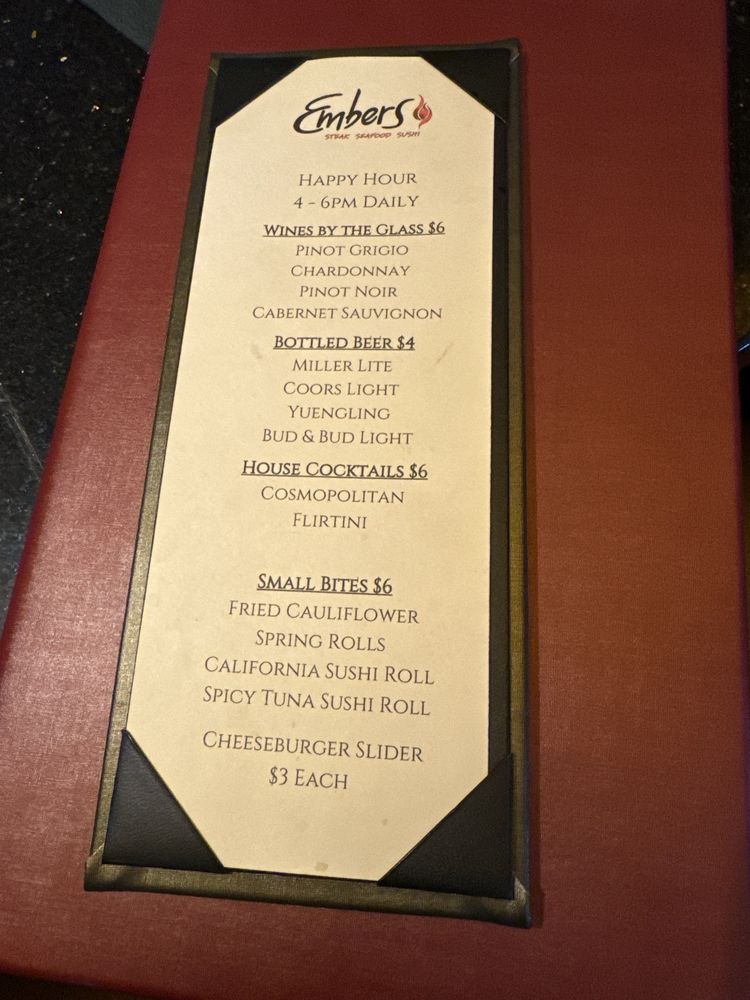 Embers
STEAK SEAFOOD SUSHI
HAPPY HOUR
4 - 6PM DAILY
WINES BY THE GLASS $6
PINOT GRIGIO
CHARDONNAY
PINOT NOIR
CABERNET SAUVIGNON
BOTTLED BEER $4
MILLER LITE
COORS LIGHT
YUENGLING
BUD & BUD LIGHT
HOUSE COCKTAILS $6
COSMOPOLITAN
FLIRTINI
SMALL BITES $6
FRIED CAULIFLOWER
SPRING ROLLS
CALIFORNIA SUSHI ROLL
SPICY TUNA SUSHI ROLL
CHEESEBURGER SLIDER
$3 EACH